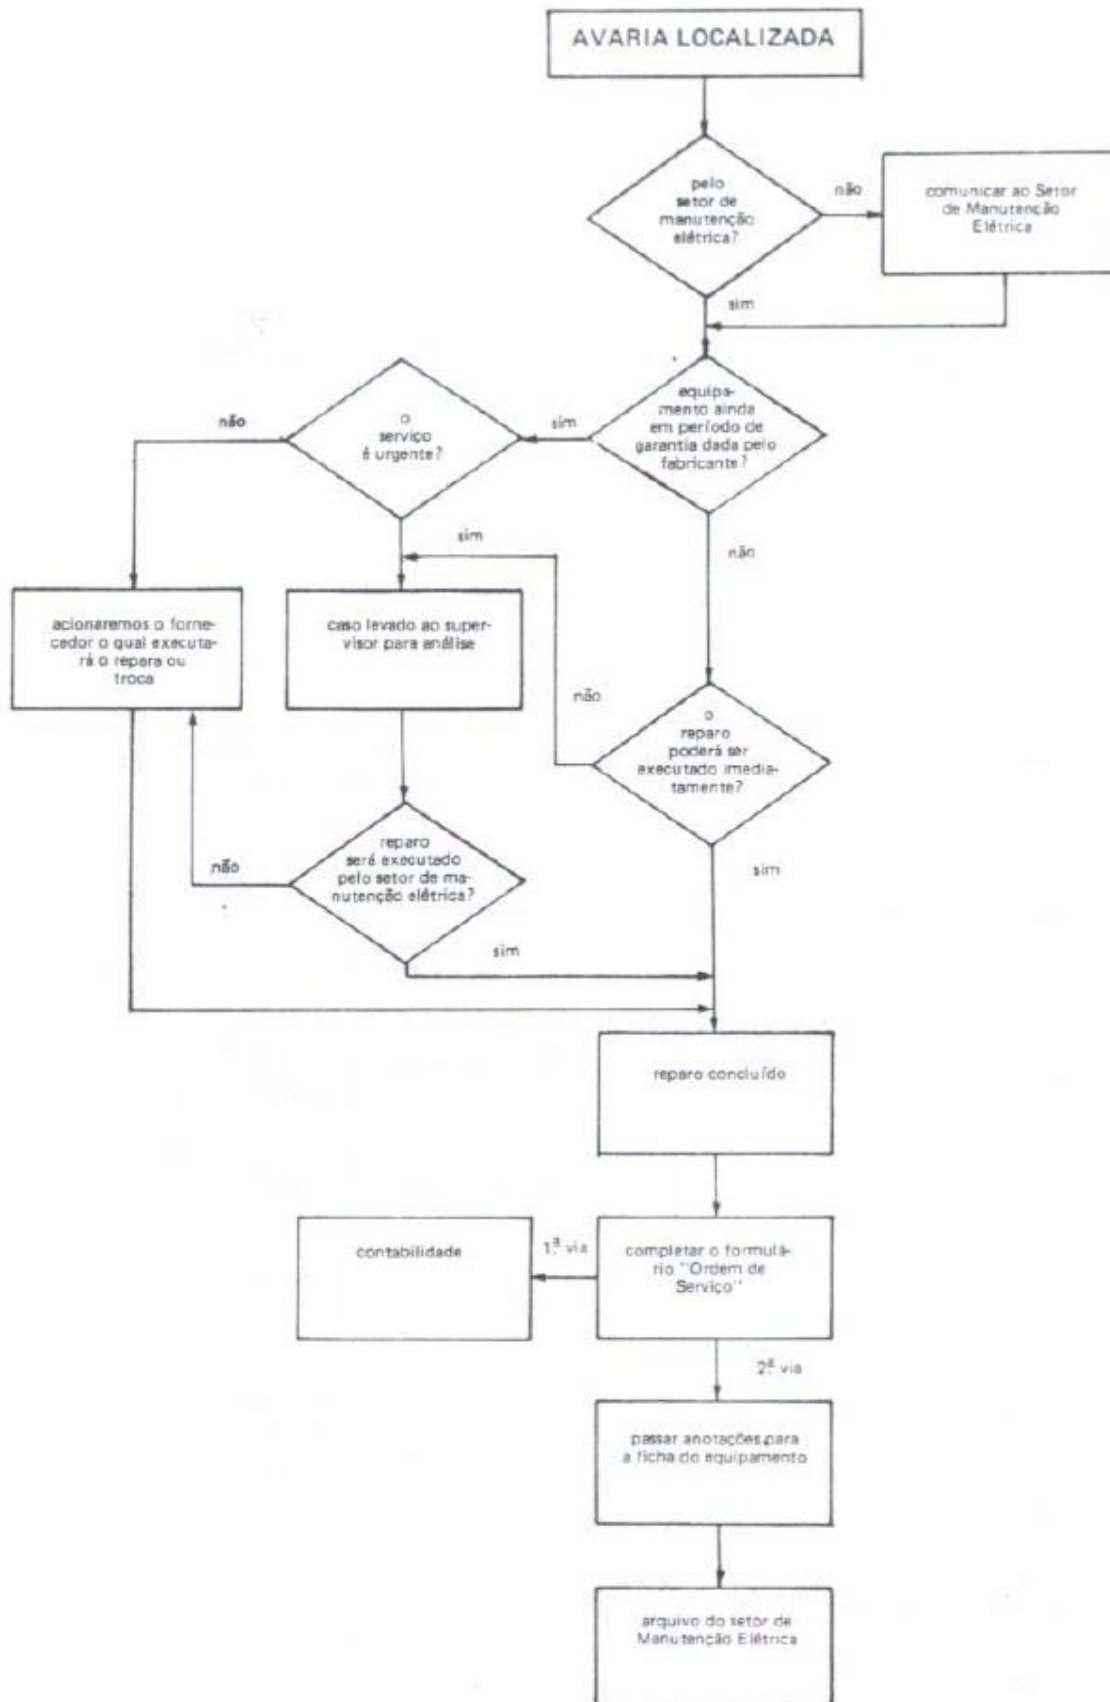 AVARIA LOCALIZADA
pelo
setor de
manutenção
elétrica?
não
comunicar ao Setor
de Manutenção
Elétrica
sim
equipa-
mento ainda
em período de
garantia dada pelo
fabricante?
sim
o
serviço
é urgente?
não
sim
não
acionaremos o forne-
cedor o qual executa-
rá o repara ou
troca
caso levado ao super-
visor para análise
não
o
reparo
poderá ser
executado imedia-
tamente?
reparo
será executado
pelo setor de ma-
nutenção elétrica?
não
sim
sim
reparo concluído
contabilidade
1.ª via
completar o formulá-
rio "Ordem de
Serviço"
2.ª via
passar anotações para
a ficha do equipamento
arquivo do setor de
Manutenção Elétrica